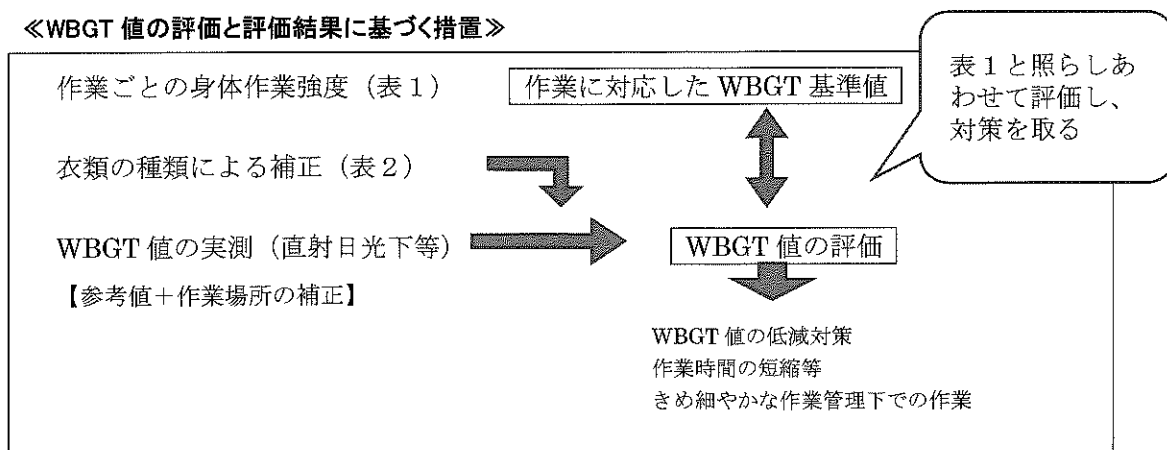 ≪WBGT 値の評価と評価結果に基づく措置≫
作業ごとの身体作業強度（表１）
作業に対応した WBGT 基準値
表１と照らしあ
わせて評価し、
対策を取る
衣類の種類による補正（表２）
WBGT 値の実測（直射日光下等）
WBGT 値の評価
【参考値＋作業場所の補正】
WBGT 値の低減対策
作業時間の短縮等
きめ細やかな作業管理下での作業